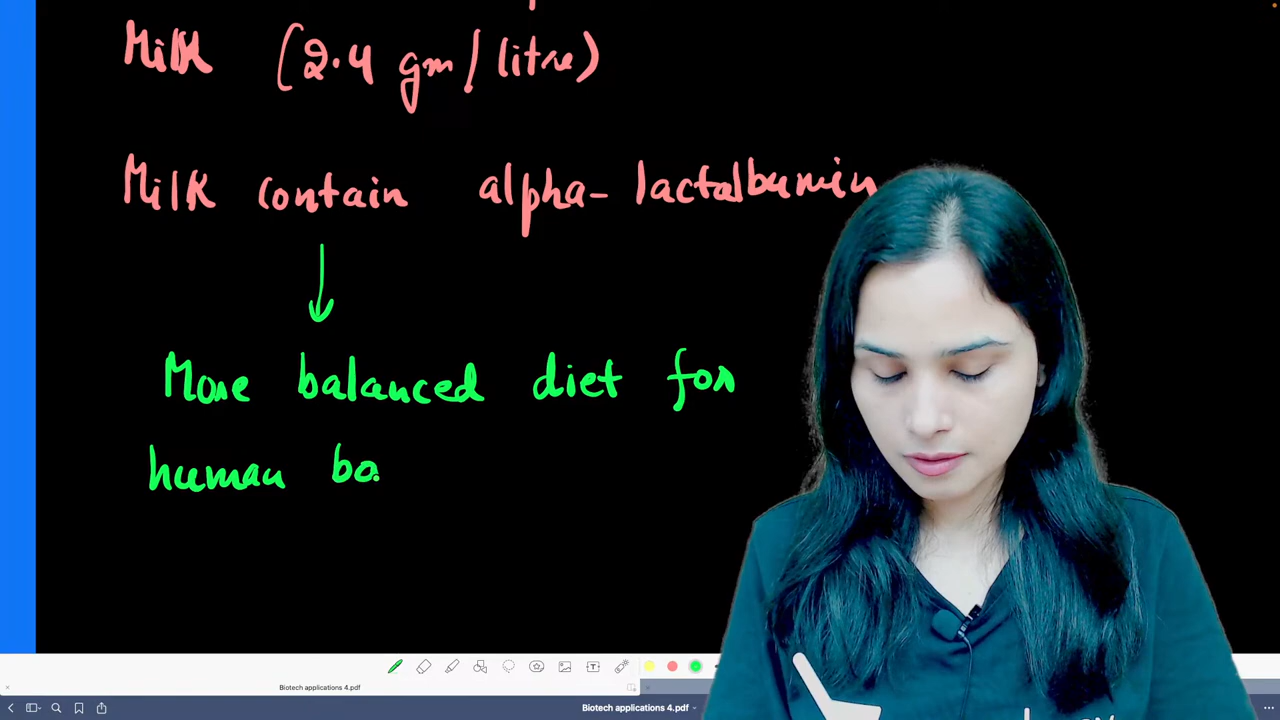 Milk (2.4 gm/litre)
Milk contain alpha-lactalbumin
More balanced diet for
human bo
Biotech applications 4.pdf
Biotech applications 4.pdf